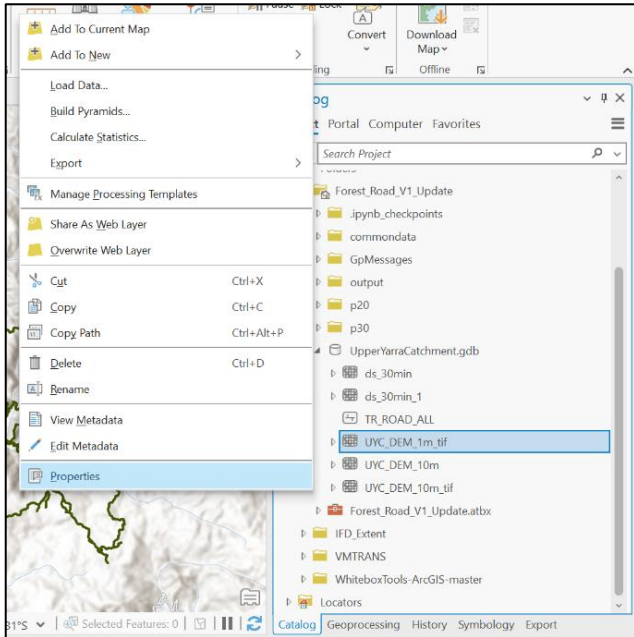 Pause
Lock
Convert
Download
Map
Offline
Add To Current Map
Add To New
Load Data...
Build Pyramids...
Calculate Statistics...
Export
Manage Processing Templates
Share As Web Layer
Overwrite Web Layer
Cut Ctrl+X
Copy Ctrl+C
Copy Path Ctrl+Alt+P
Delete Ctrl+D
Rename
View Metadata
Edit Metadata
Properties
Portal Computer Favorites
Search Project
Forest_Road_V1_Update
.ipynb_checkpoints
commondata
GpMessages
output
p20
p30
UpperYarraCatchment.gdb
ds_30min
ds_30min_1
TR_ROAD_ALL
UYC_DEM_1m_tif
UYC_DEM_10m
UYC_DEM_10m_tif
Forest_Road_V1_Update.atbx
IFD_Extent
VMTRANS
WhiteboxTools-ArcGIS-master
Locators
31°S Selected Features: 0
Catalog Geoprocessing History Symbology Export